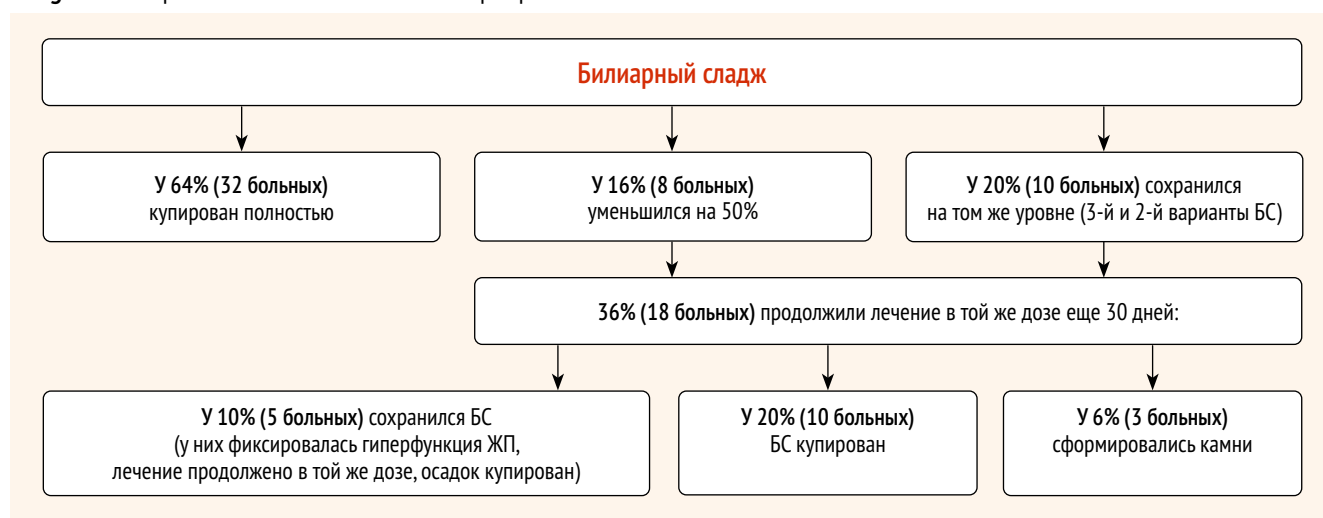 Билиарный сладж
У 64% (32 больных)
купирован полностью
У 16% (8 больных)
уменьшился на 50%
У 20% (10 больных) сохранился
на том же уровне (3-й и 2-й варианты БС)
36% (18 больных) продолжили лечение в той же дозе еще 30 дней:
У 10% (5 больных) сохранился БС
(у них фиксировалась гиперфункция ЖП,
лечение продолжено в той же дозе, осадок купирован)
У 20% (10 больных)
БС купирован
У 6% (3 больных)
сформировались камни